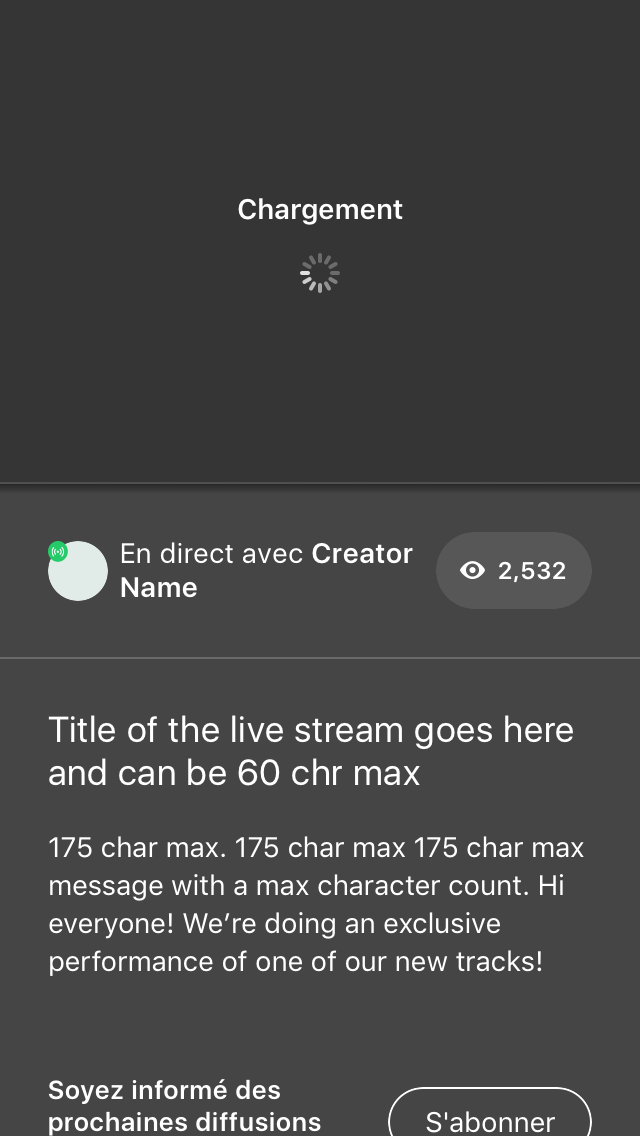 Chargement
En direct avec Creator
Name
2,532
Title of the live stream goes here
and can be 60 chr max
175 char max. 175 char max 175 char max
message with a max character count. Hi
everyone! We’re doing an exclusive
performance of one of our new tracks!
Soyez informé des
prochaines diffusions
S'abonner